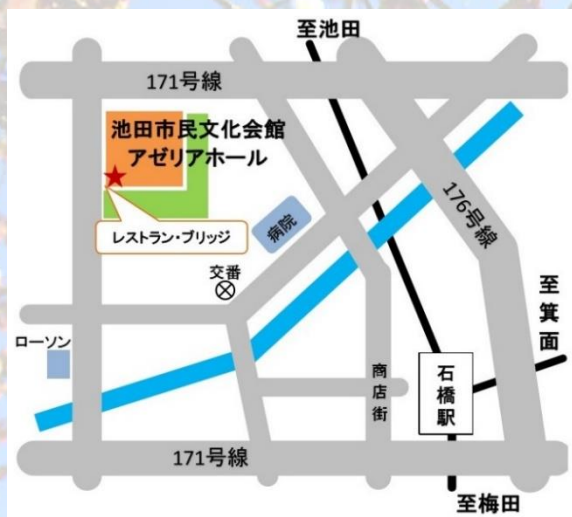 至池田
171号線
池田市民文化会館
アゼリアホール
レストラン・ブリッジ
病院
176号線
交番
至箕面
ローソン
商店街
石橋駅
171号線
至梅田